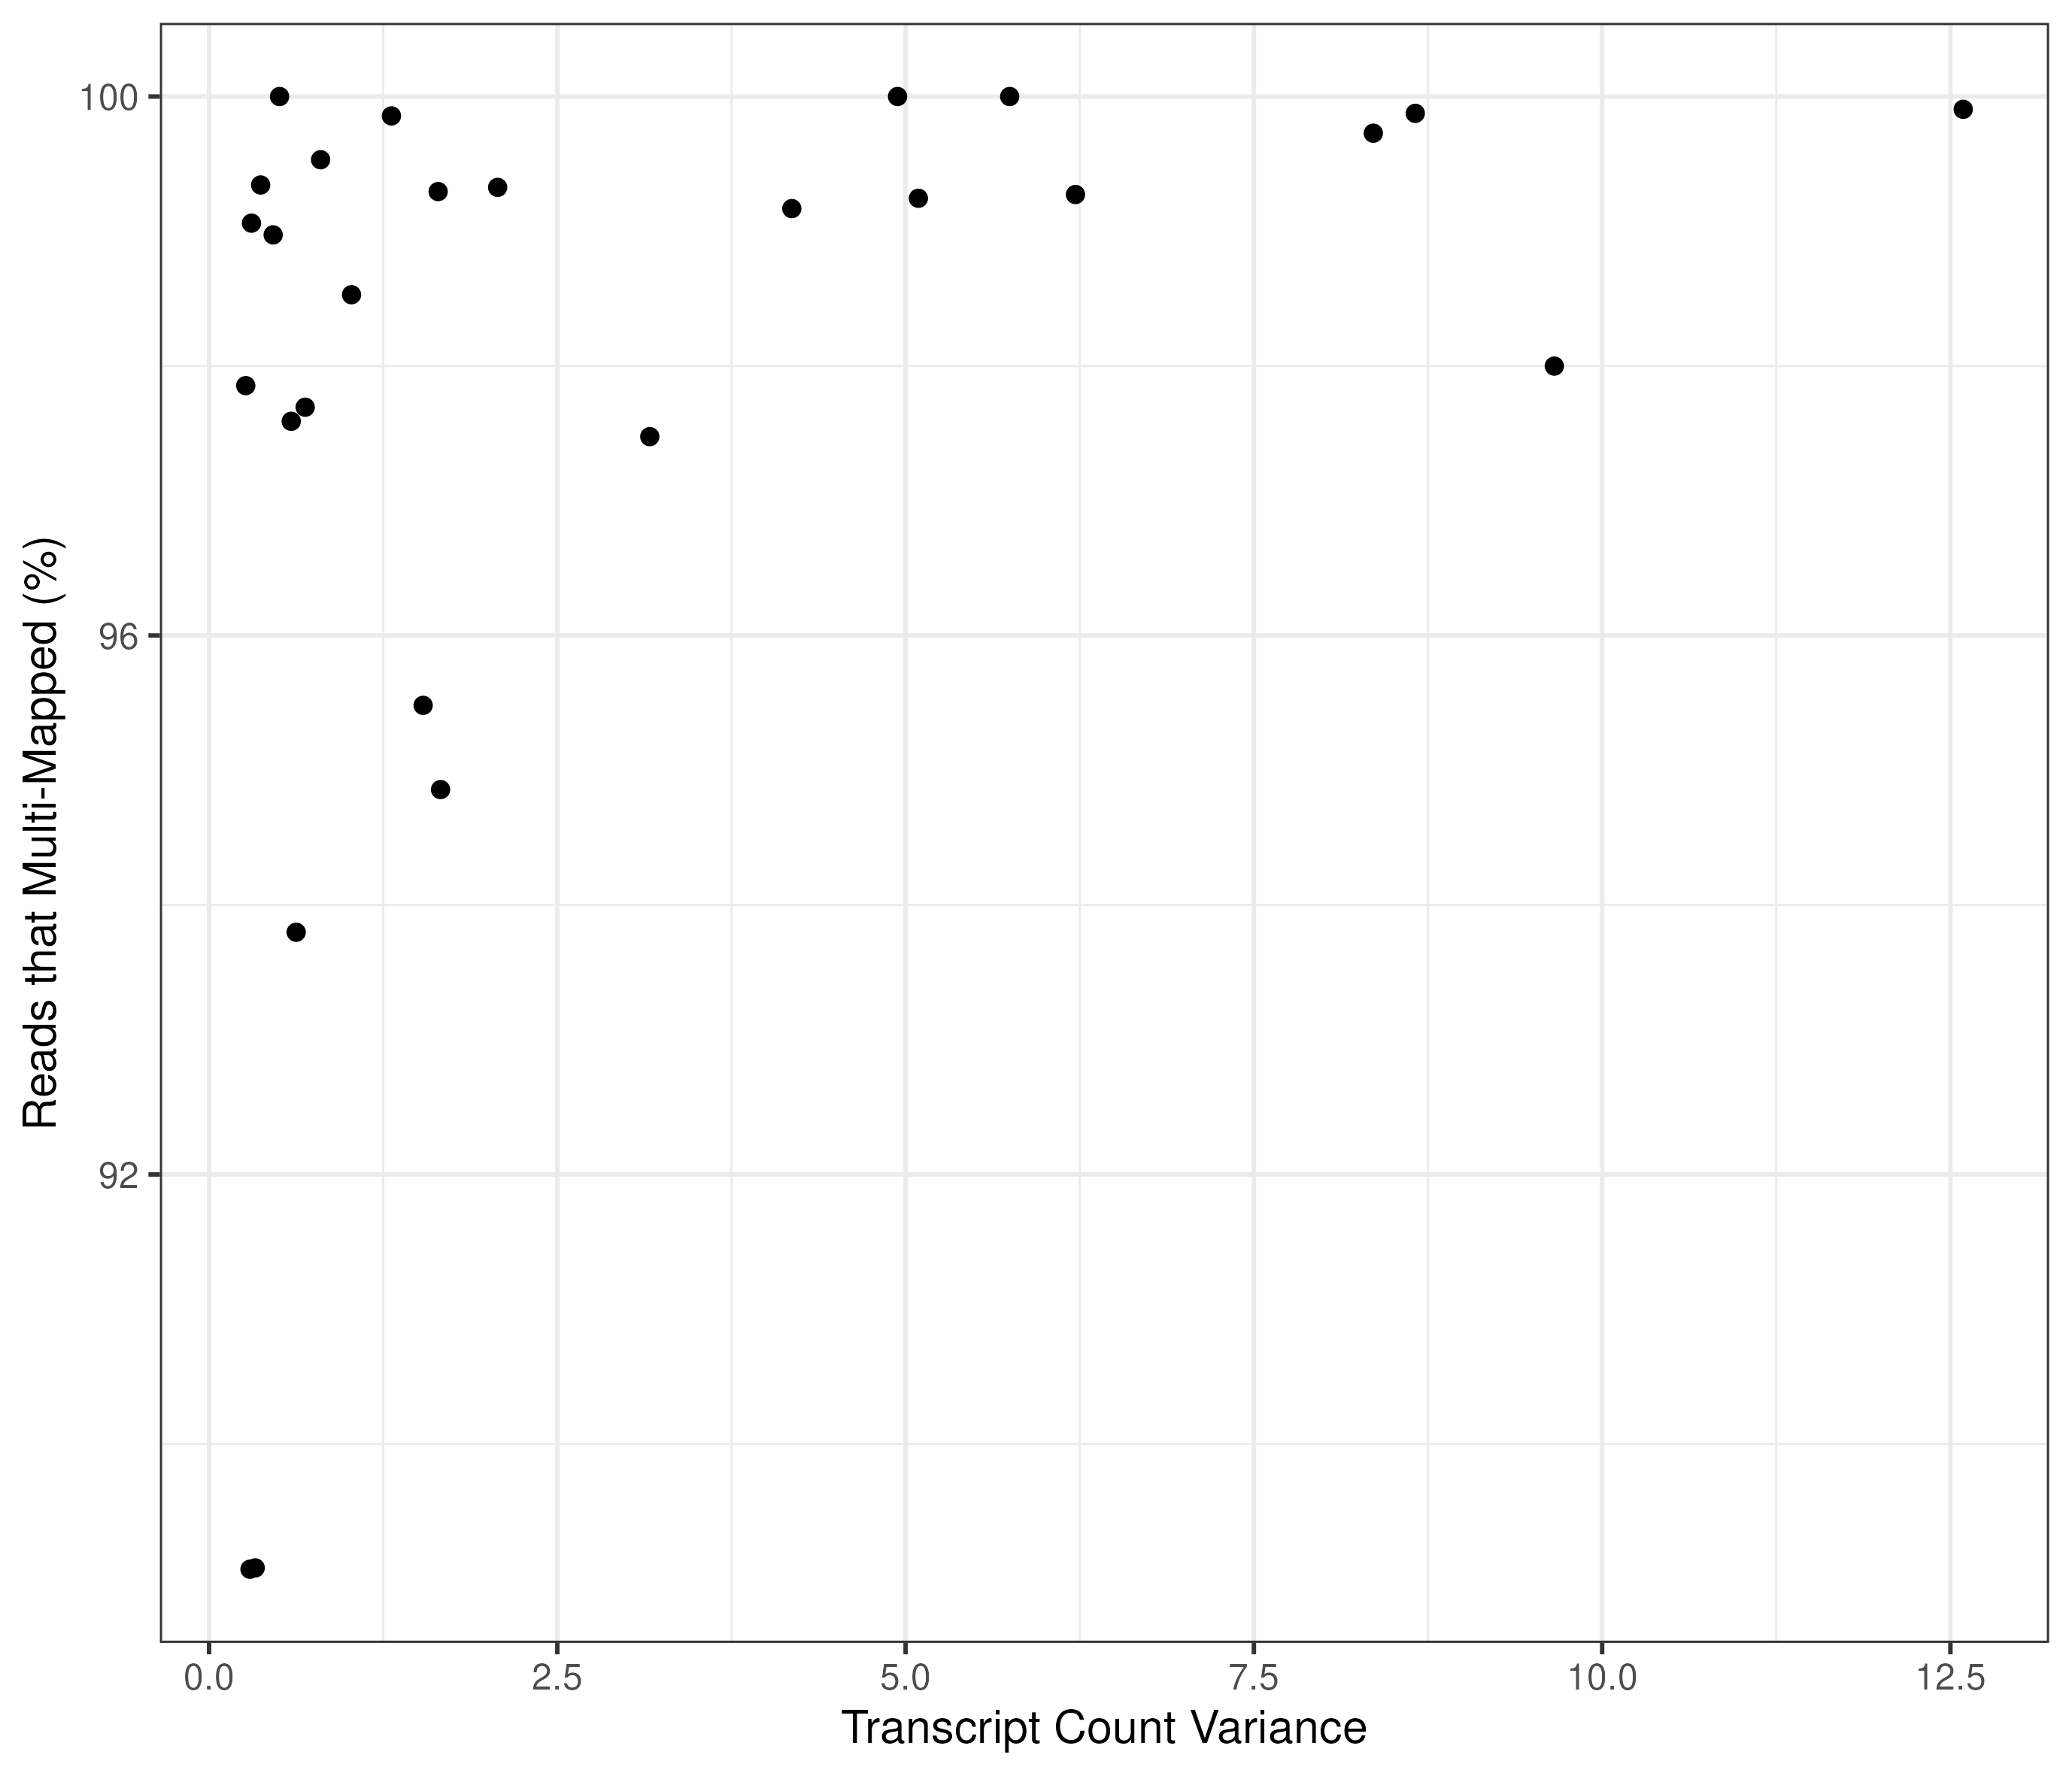 Reads that Multi-Mapped (%)
100
96
92
0.0 2.5 5.0 7.5 10.0 12.5
Transcript Count Variance